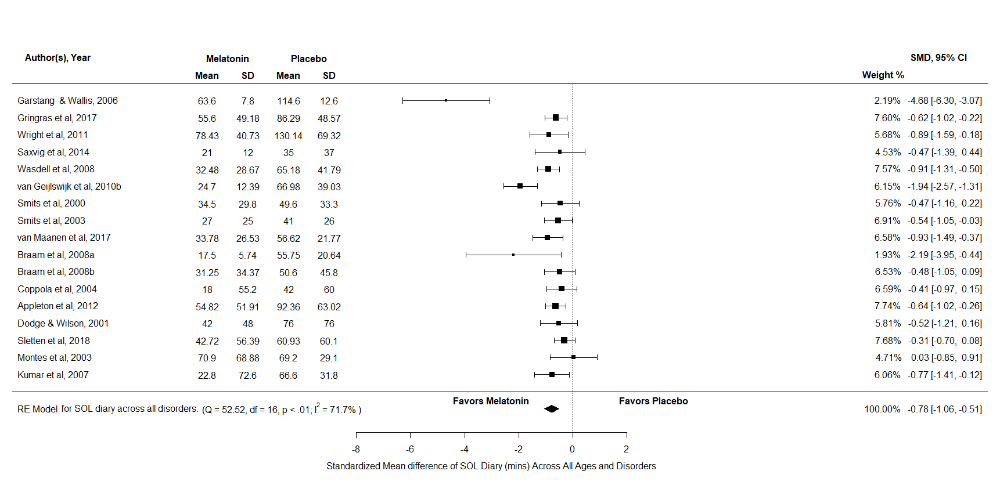 Author(s), Year Melatonin Placebo SMD, 95% CI
Mean SD Mean SD Weight %
Garstang & Wallis, 2006 63.6 7.8 114.6 12.6 2.19% -4.68 [-6.30, -3.07]
Gringras et al, 2017 55.6 49.18 86.29 48.57 7.60% -0.62 [-1.02, -0.22]
Wright et al, 2011 78.43 40.73 130.14 69.32 5.68% -0.89 [-1.59, -0.18]
Saxvig et al, 2014 21 12 35 37 4.53% -0.47 [-1.39, 0.44]
Wasdell et al, 2008 32.48 28.67 65.18 41.79 7.57% -0.91 [-1.31, -0.50]
van Geijlswijk et al, 2010b 24.7 12.39 66.98 39.03 6.15% -1.94 [-2.57, -1.31]
Smits et al, 2000 34.5 29.8 49.6 33.3 5.76% -0.47 [-1.16, 0.22]
Smits et al, 2003 27 25 41 26 6.91% -0.54 [-1.05, -0.03]
van Maanen et al, 2017 33.78 26.53 56.62 21.77 6.58% -0.93 [-1.49, -0.37]
Braam et al, 2008a 17.5 5.74 55.75 20.64 1.93% -2.19 [-3.95, -0.44]
Braam et al, 2008b 31.25 34.37 50.6 45.8 6.53% -0.48 [-1.05, 0.09]
Coppola et al, 2004 18 55.2 42 60 6.59% -0.41 [-0.97, 0.15]
Appleton et al, 2012 54.82 51.91 92.36 63.02 7.74% -0.64 [-1.02, -0.26]
Dodge & Wilson, 2001 42 48 76 76 5.81% -0.52 [-1.21, 0.16]
Sletten et al, 2018 42.72 56.39 60.93 60.1 7.68% -0.31 [-0.70, 0.08]
Montes et al, 2003 70.9 68.88 69.2 29.1 4.71% 0.03 [-0.85, 0.91]
Kumar et al, 2007 22.8 72.6 66.6 31.8 6.06% -0.77 [-1.41, -0.12]
Favors Melatonin Favors Placebo
RE Model for SOL diary across all disorders: (Q = 52.52, df = 16, p < .01; I² = 71.7% ) 100.00% -0.78 [-1.06, -0.51]
-8 -6 -4 -2 0 2
Standardized Mean difference of SOL Diary (mins) Across All Ages and Disorders